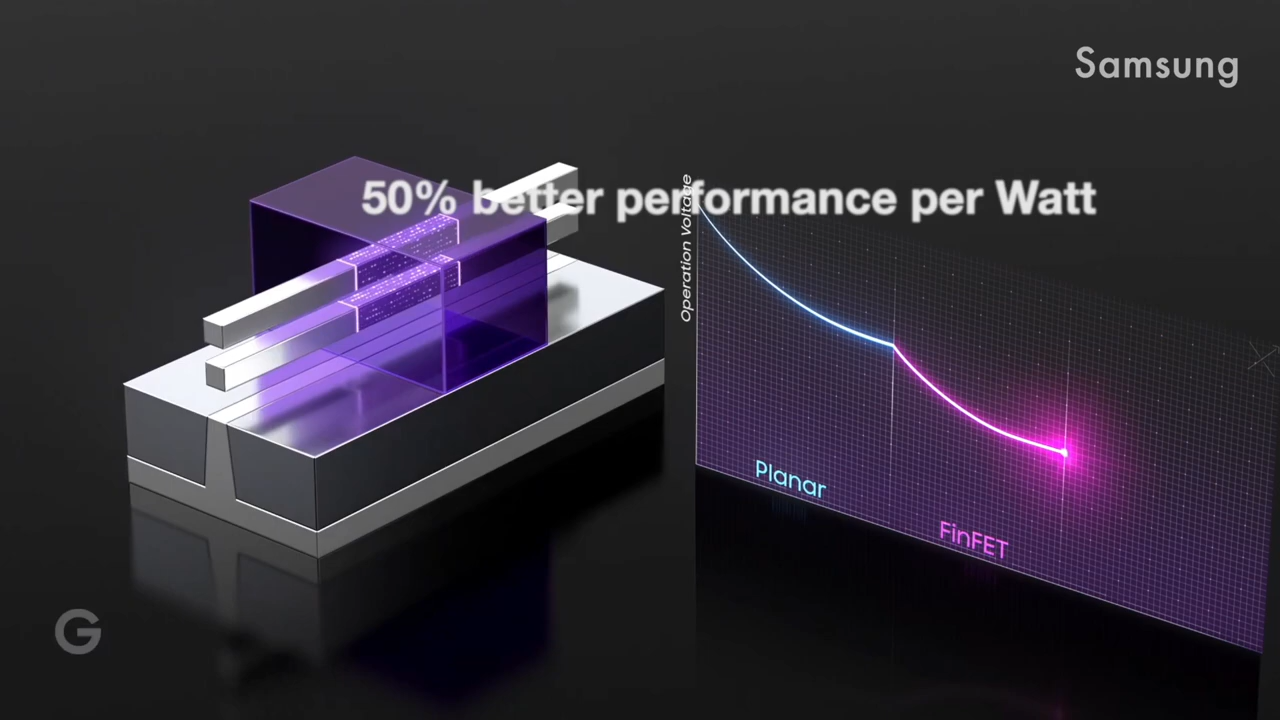 Samsung
50% better performance per Watt
Operation Voltage
Planar
FinFET
G